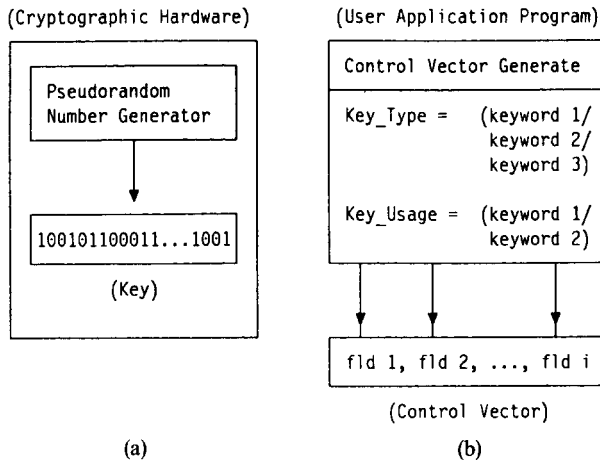 (Cryptographic Hardware)
Pseudorandom
Number Generator
100101100011...1001
(Key)
(a)
(User Application Program)
Control Vector Generate
Key_Type = (keyword 1/
keyword 2/
keyword 3)
Key_Usage = (keyword 1/
keyword 2)
fld 1, fld 2, ..., fld i
(Control Vector)
(b)